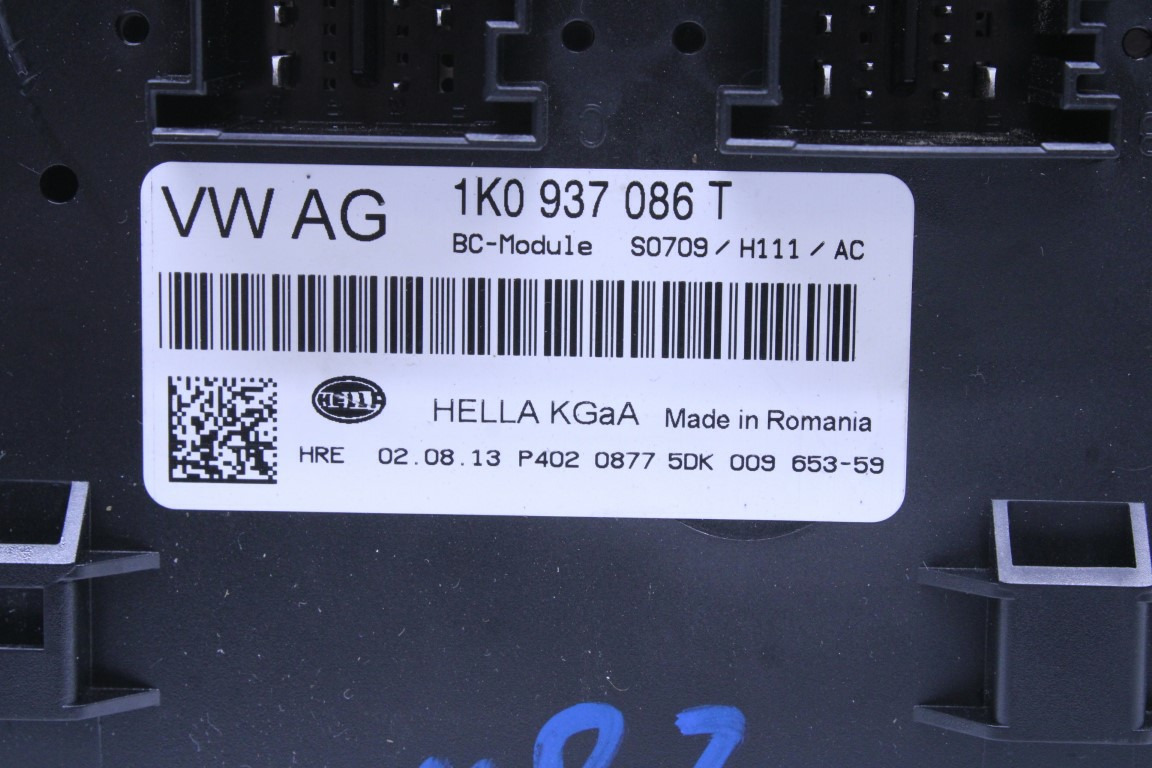 VW AG 1K0 937 086 T
BC-Module S0709 / H111 / AC
HELLA
HELLA KGaA Made in Romania
HRE 02.08.13 P402 0877 5DK 009 653-59